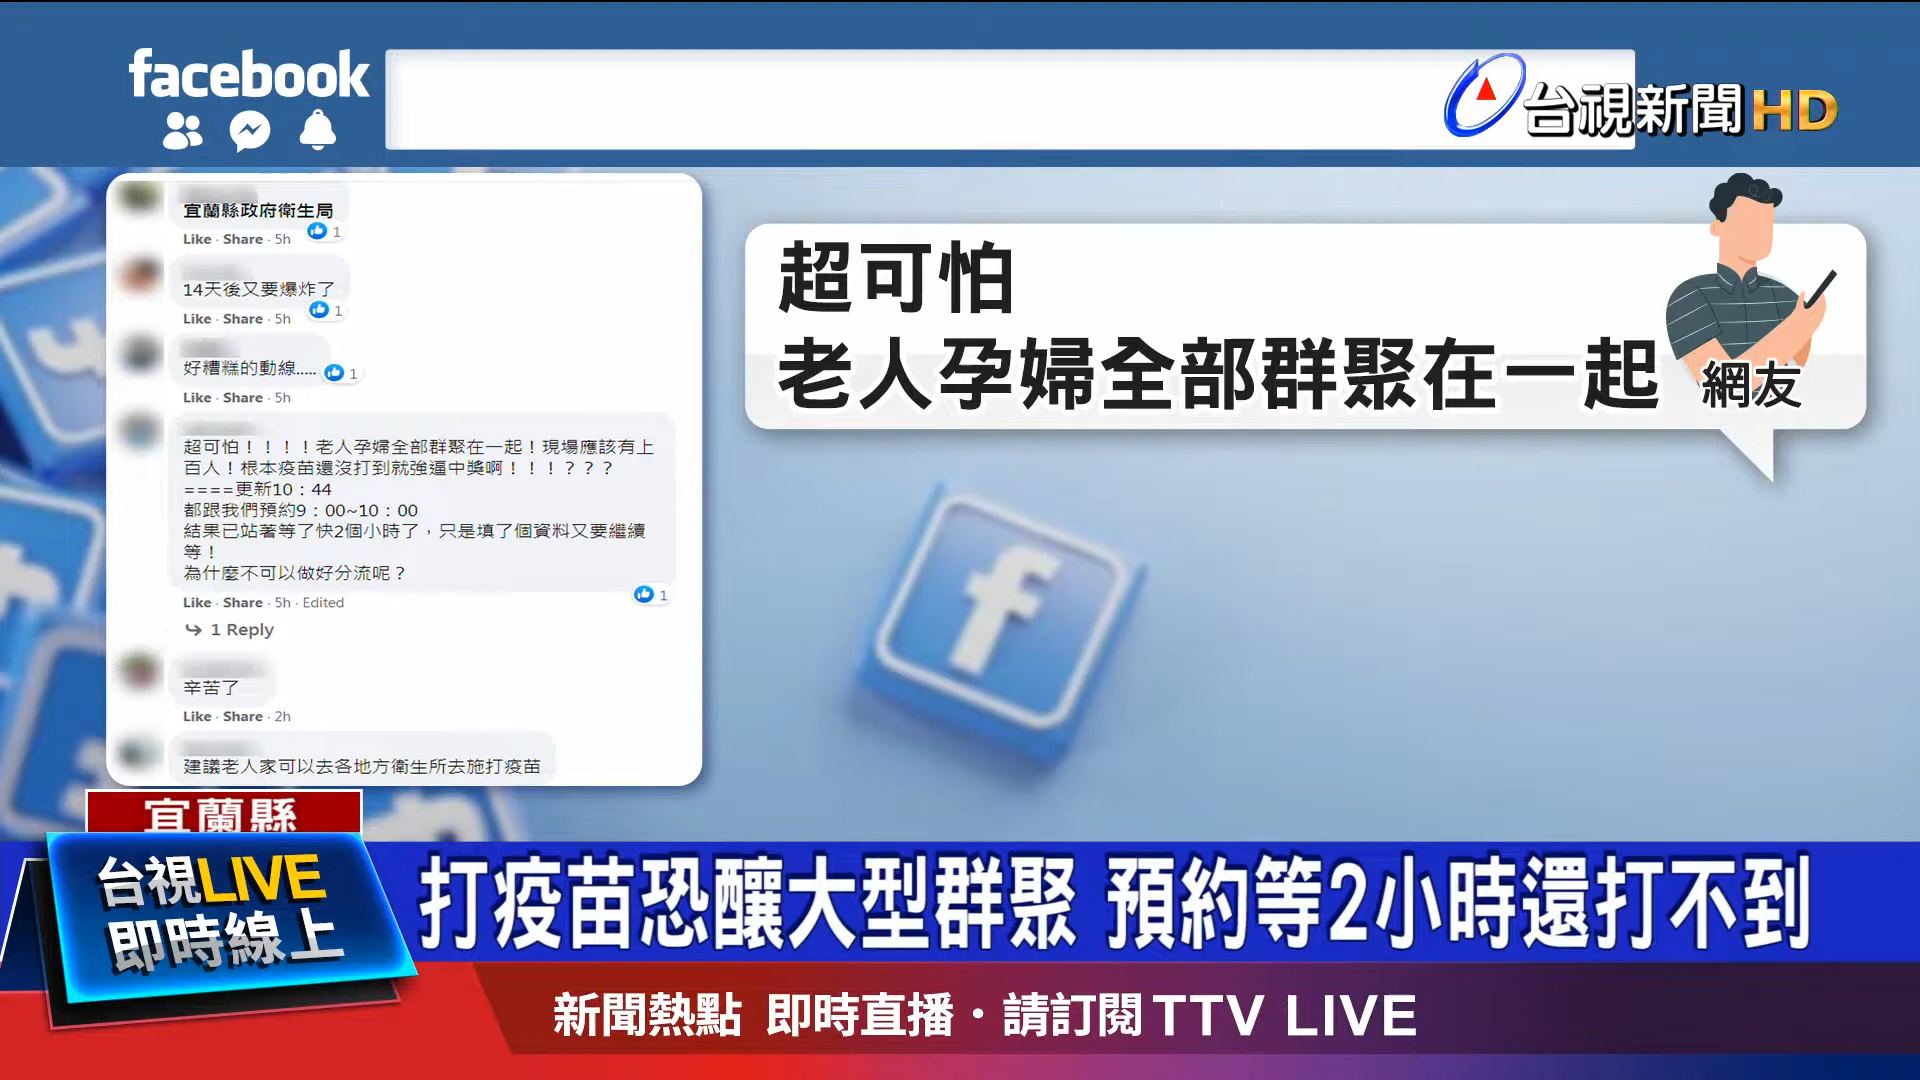 facebook
台視新聞HD
宜蘭縣政府衛生局
Like · Share · 5h
1
14天後又要爆炸了
Like · Share · 5h
1
好糟糕的動線.....
1
Like · Share · 5h
超可怕！！！！老人孕婦全部群聚在一起！現場應該有上
百人！根本疫苗還沒打到就強逼中獎啊！！！？？？
====更新10：44
都跟我們預約9：00~10：00
結果已站著等了快2個小時了，只是填了個資料又要繼續
等！
為什麼不可以做好分流呢？
Like · Share · 5h · Edited
1
1 Reply
辛苦了
Like · Share · 2h
建議老人家可以去各地方衛生所去施打疫苗
超可怕
老人孕婦全部群聚在一起
網友
宜蘭縣
台視LIVE
即時線上
打疫苗恐釀大型群聚 預約等2小時還打不到
新聞熱點 即時直播·請訂閱TTV LIVE